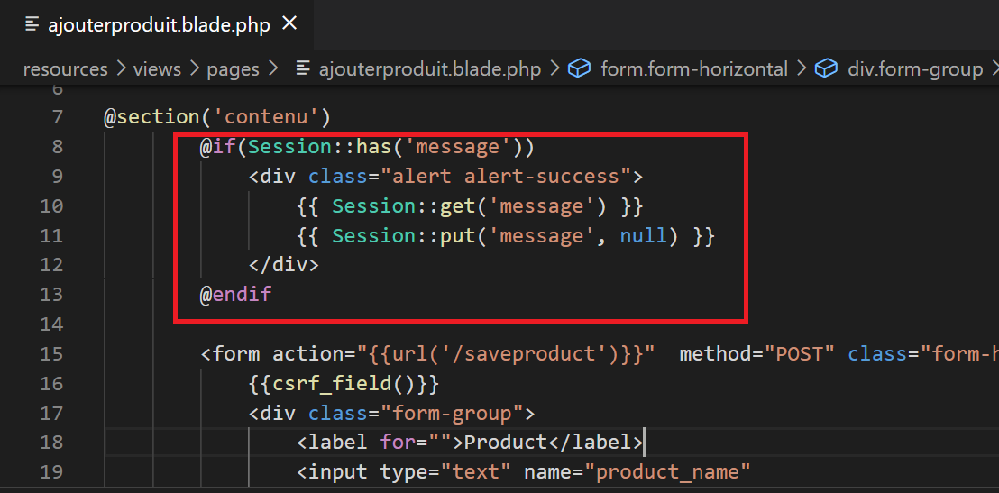 ajouterproduit.blade.php
resources > views > pages > ajouterproduit.blade.php > form.form-horizontal > div.form-group >
6
7 @section('contenu')
8 @if(Session::has('message'))
9 <div class="alert alert-success">
10 {{ Session::get('message') }}
11 {{ Session::put('message', null) }}
12 </div>
13 @endif
14
15 <form action="{{url('/saveproduct')}}"  method="POST" class="form-h
16 {{csrf_field()}}
17 <div class="form-group">
18 <label for="">Product</label>
19 <input type="text" name="product_name"